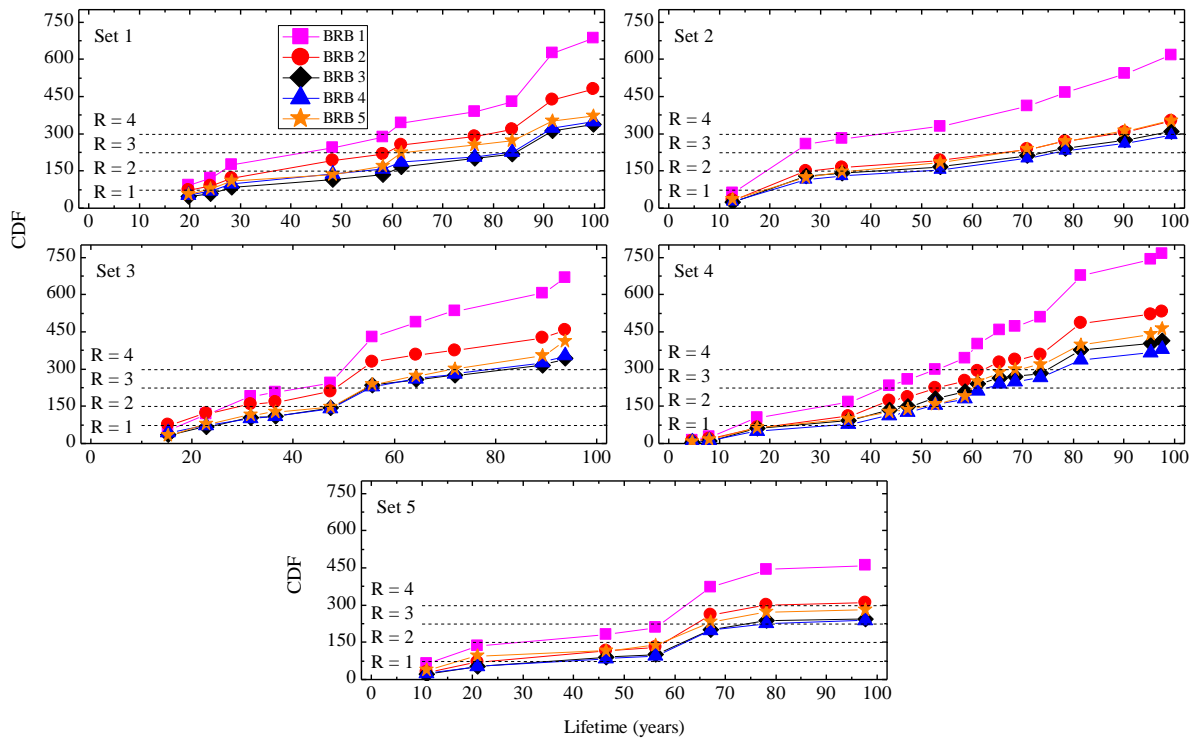 Set 1
BRB 1
BRB 2
BRB 3
BRB 4
BRB 5
750
600
450
300
150
0
R = 4
R = 3
R = 2
R = 1
0 10 20 30 40 50 60 70 80 90 100
Set 2
750
600
450
300
150
0
R = 4
R = 3
R = 2
R = 1
0 10 20 30 40 50 60 70 80 90 100
CDF
Set 3
750
600
450
300
150
0
R = 4
R = 3
R = 2
R = 1
0 20 40 60 80 100
Set 4
750
600
450
300
150
0
R = 4
R = 3
R = 2
R = 1
0 10 20 30 40 50 60 70 80 90 100
Set 5
CDF
750
600
450
300
150
0
R = 4
R = 3
R = 2
R = 1
0 10 20 30 40 50 60 70 80 90 100
Lifetime (years)